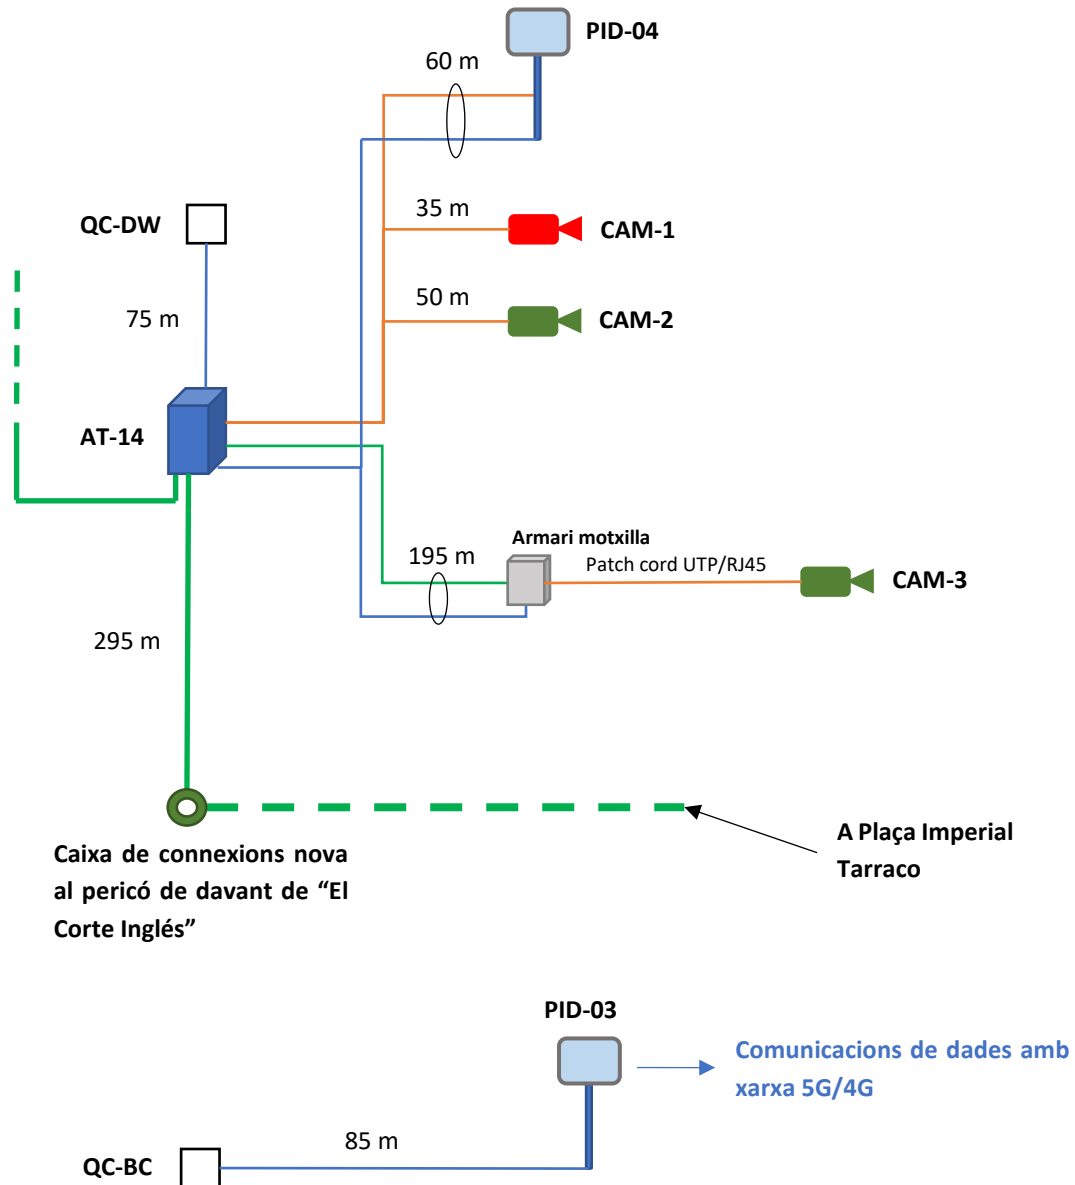 PID-04
60 m
35 m
QC-DW
CAM-1
50 m
CAM-2
75 m
AT-14
Armari motxilla
195 m
Patch cord UTP/RJ45
CAM-3
295 m
A Plaça Imperial
Tarraco
Caixa de connexions nova
al pericó de davant de “El
Corte Inglés”
PID-03
Comunicacions de dades amb
xarxa 5G/4G
85 m
QC-BC